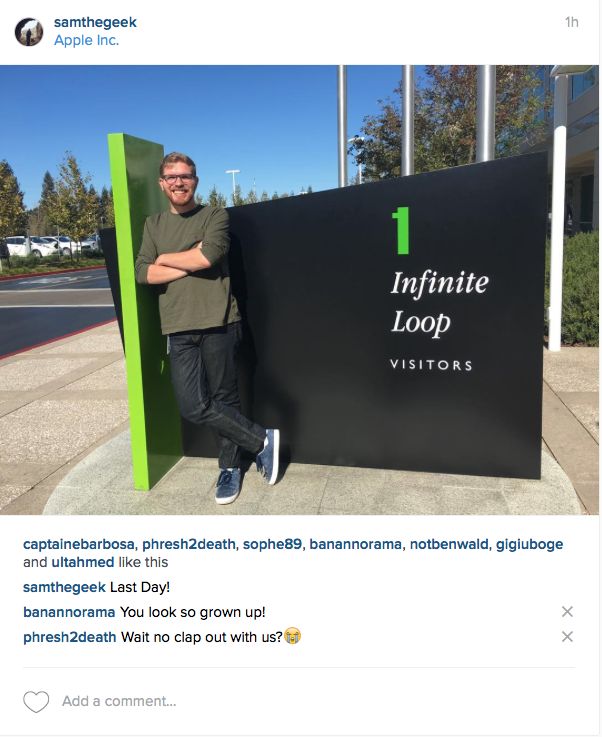 samthegeek
1h
Apple Inc.
1
Infinite
Loop
VISITORS
captainebarbosa, phresh2death, sophe89, banannorama, notbenwald, gigiuboge
and ultahmed like this
samthegeek Last Day!
banannorama You look so grown up!
phresh2death Wait no clap out with us?😭
Add a comment...